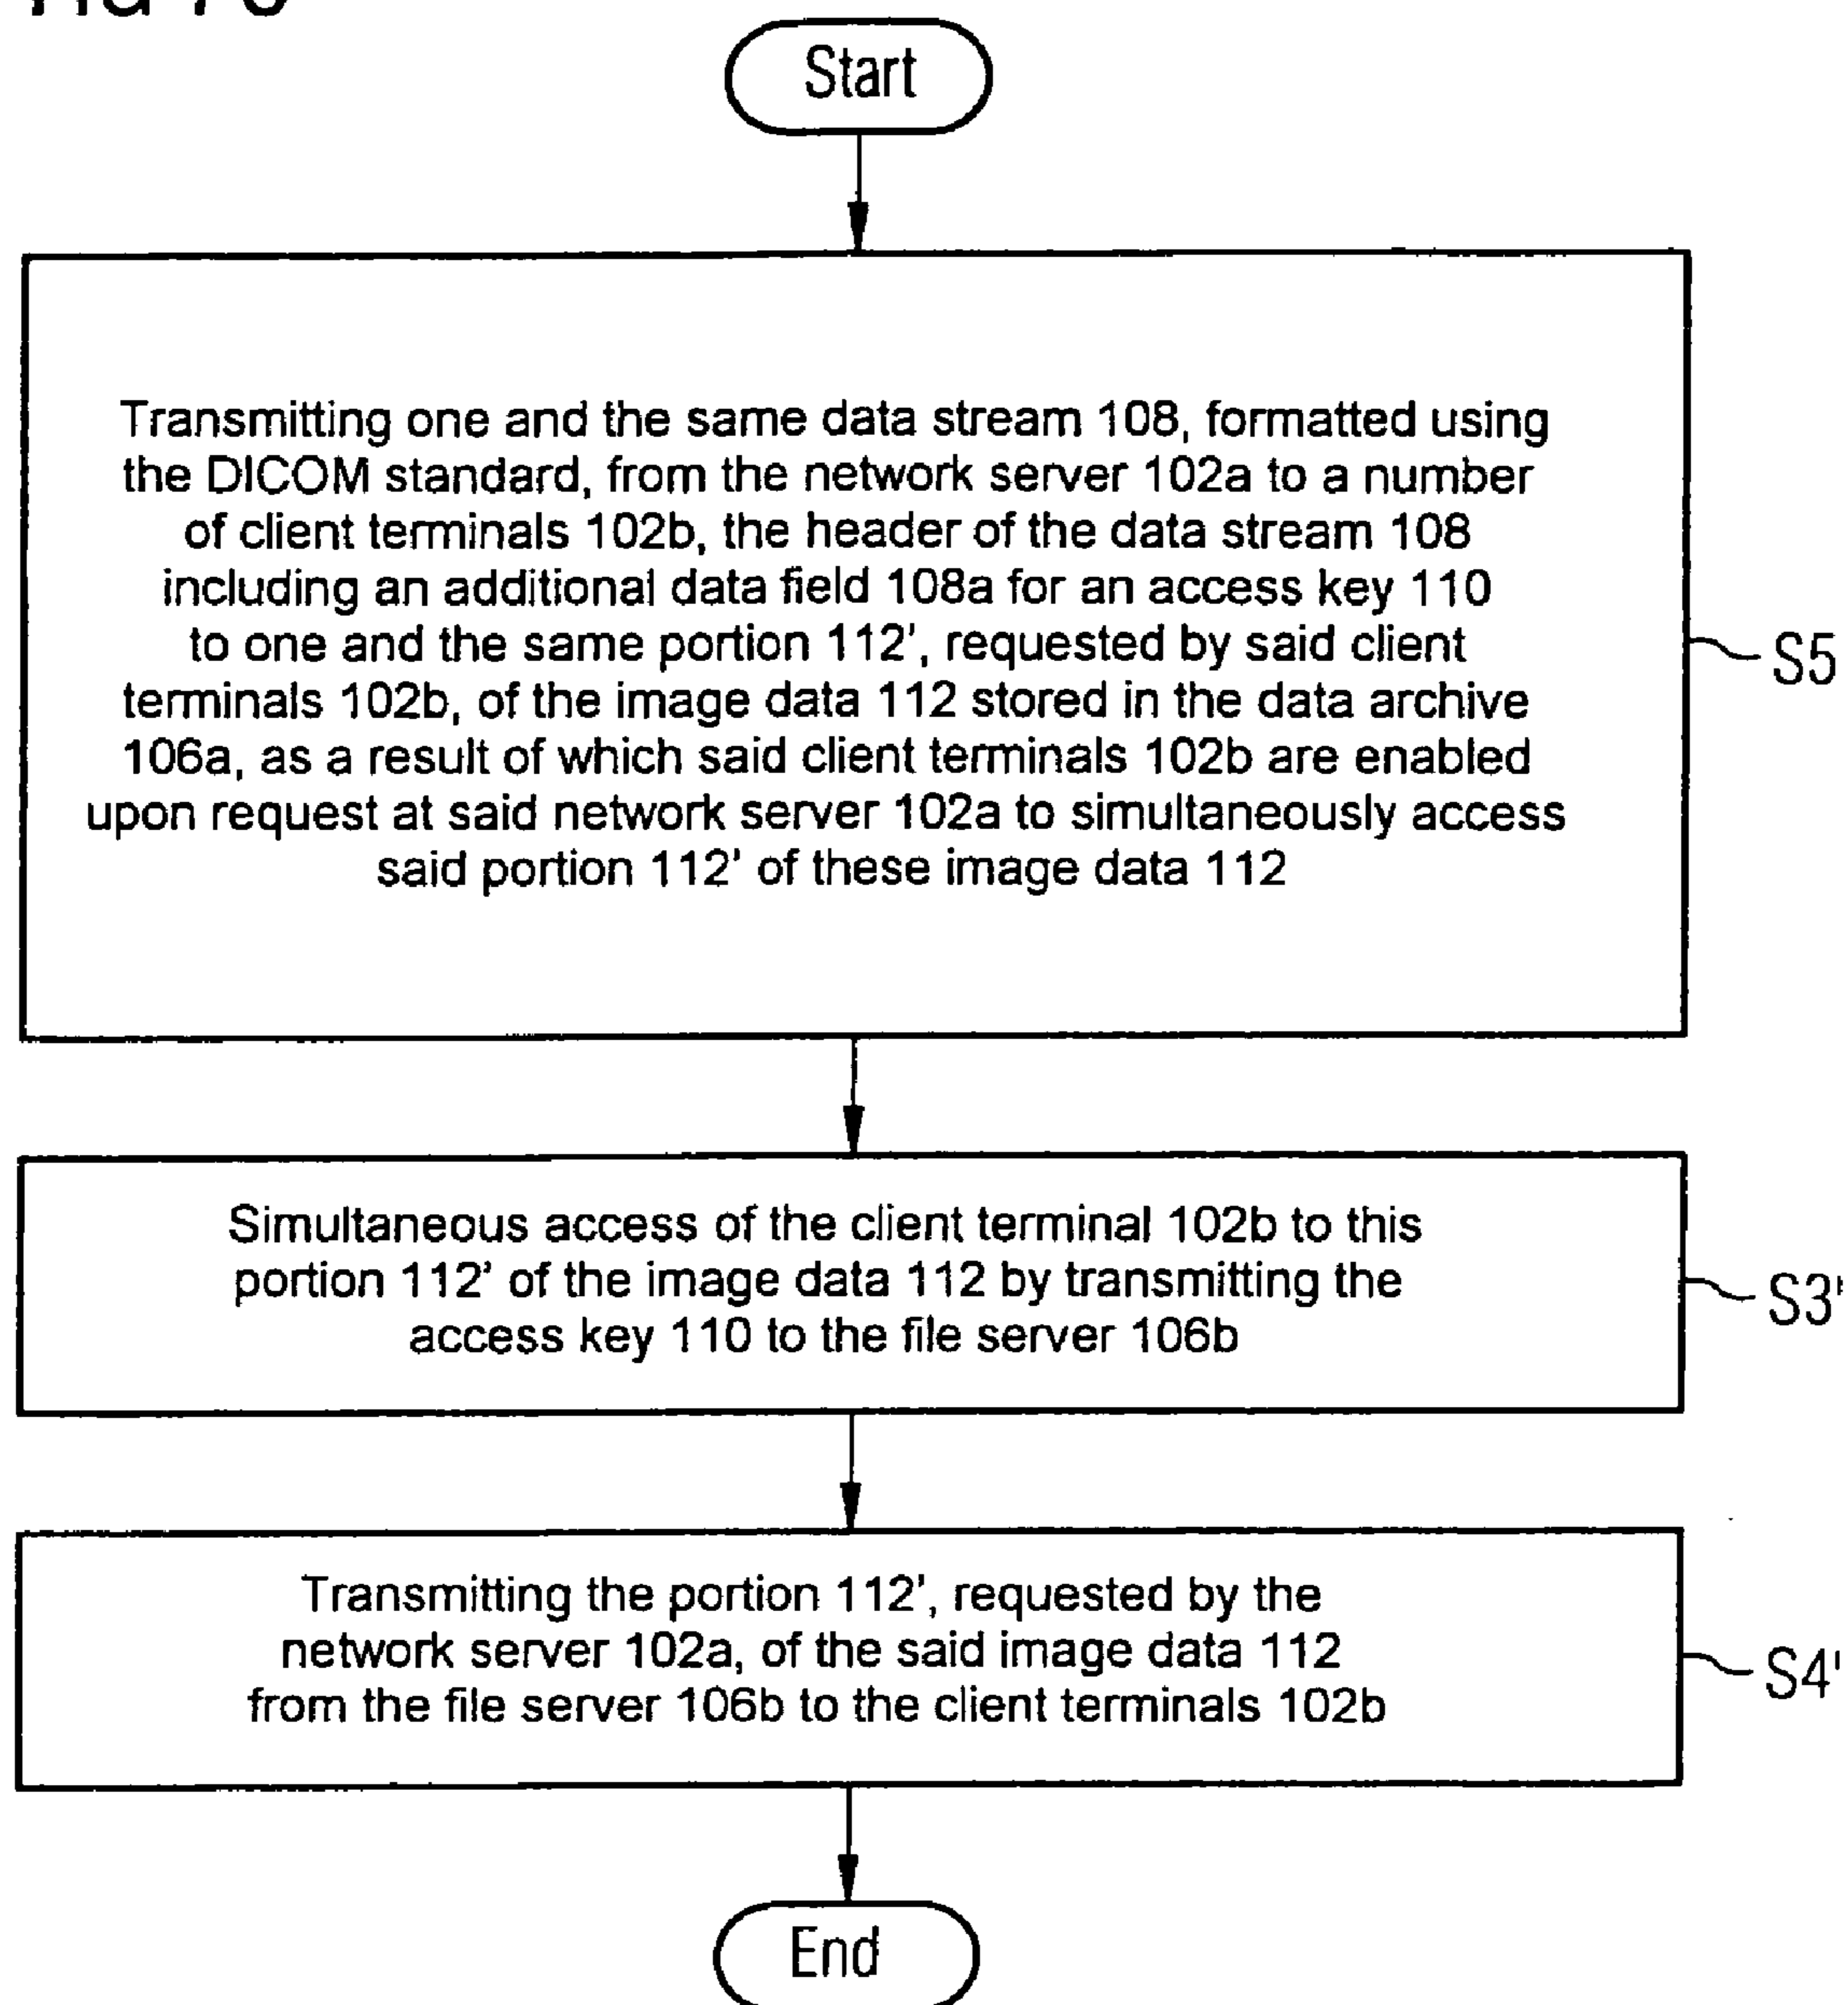 Start
Transmitting one and the same data stream 108, formatted using
the DICOM standard, from the network server 102a to a number
of client terminals 102b, the header of the data stream 108
including an additional data field 108a for an access key 110
to one and the same portion 112', requested by said client
terminals 102b, of the image data 112 stored in the data archive
106a, as a result of which said client terminals 102b are enabled
upon request at said network server 102a to simultaneously access
said portion 112' of these image data 112
S5
Simultaneous access of the client terminal 102b to this
portion 112' of the image data 112 by transmitting the
access key 110 to the file server 106b
S3'
Transmitting the portion 112', requested by the
network server 102a, of the said image data 112
from the file server 106b to the client terminals 102b
S4'
End